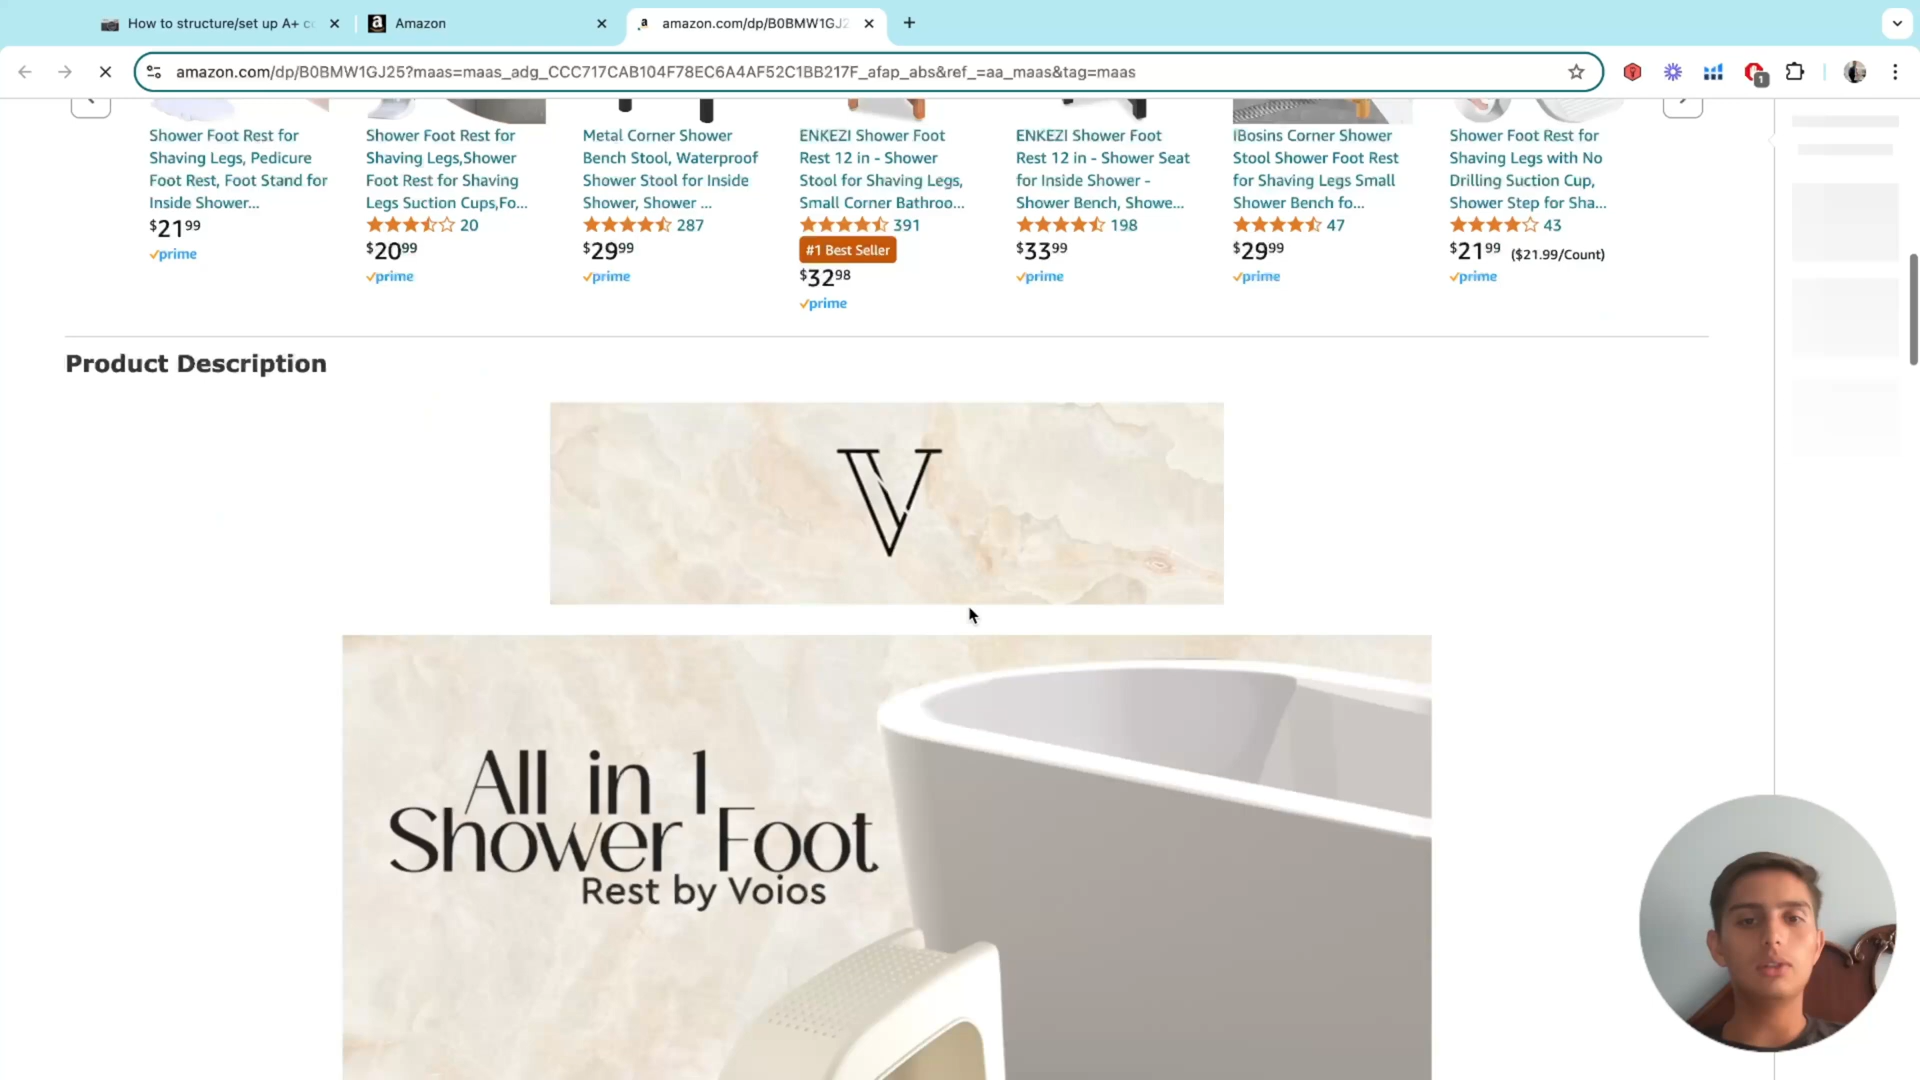 How to structure/set up A+ c
Amazon
amazon.com/dp/B0BMW1GJ2
amazon.com/dp/B0BMW1GJ25?maas=maas_adg_CCC717CAB104F78EC6A4AF52C1BB217F_afap_abs&ref_=aa_maas&tag=maas
1
Shower Foot Rest for
Shaving Legs, Pedicure
Foot Rest, Foot Stand for
Inside Shower...
$21.99
prime
Shower Foot Rest for
Shaving Legs,Shower
Foot Rest for Shaving
Legs Suction Cups,Fo...
20
$20.99
prime
Metal Corner Shower
Bench Stool, Waterproof
Shower Stool for Inside
Shower, Shower ...
287
$29.99
prime
ENKEZI Shower Foot
Rest 12 in - Shower
Stool for Shaving Legs,
Small Corner Bathroo...
391
#1 Best Seller
$32.98
prime
ENKEZI Shower Foot
Rest 12 in - Shower Seat
for Inside Shower -
Shower Bench, Showe...
198
$33.99
prime
IBosins Corner Shower
Stool Shower Foot Rest
for Shaving Legs Small
Shower Bench fo...
47
$29.99
prime
Shower Foot Rest for
Shaving Legs with No
Drilling Suction Cup,
Shower Step for Sha...
43
$21.99 ($21.99/Count)
prime
Product Description
V
All in 1
Shower Foot
Rest by Voios